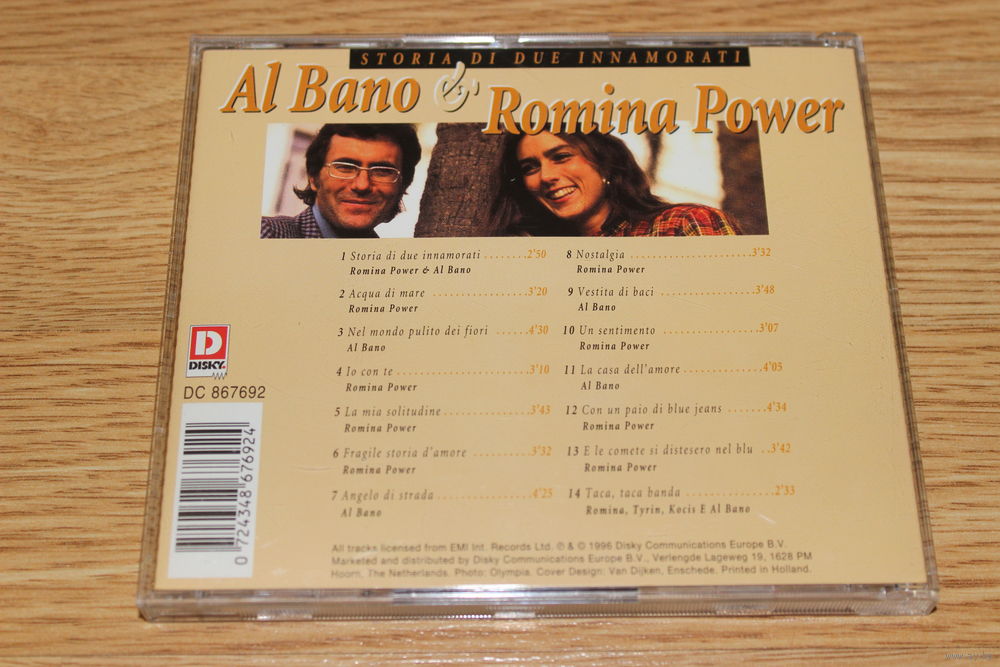 STORIA DI DUE INNAMORATI
Al Bano & Romina Power
1 Storia di due innamorati ........2'50
Romina Power & Al Bano
2 Acqua di mare ..................3'20
Romina Power
3 Nel mondo pulito dei fiori ......4'30
Al Bano
4 Io con te.........................3'10
Romina Power
5 La mia solitudine................3'43
Romina Power
6 Fragile storia d'amore ..........3'32
Romina Power
7 Angelo di strada..................4'25
Al Bano
8 Nostalgia ......................3'32
Romina Power
9 Vestita di baci ..................3'48
Al Bano
10 Un sentimento ..................3'07
Romina Power
11 La casa dell'amore...............4'05
Al Bano
12 Con un paio di blue jeans .......4'34
Romina Power
13 E le comete si distesero nel blu ..3'42
Romina Power
14 Taca, taca banda ................2'33
Romina, Tyrin, Kocis E Al Bano
D
DISKY
DC 867692
0 724348 676924
All tracks licensed from EMI Int. Records Ltd. ℗ & © 1996 Disky Communications Europe B.V.
Marketed and distributed by Disky Communications Europe B.V., Verlengde Lageweg 19, 1628 PM
Hoorn, The Netherlands. Photo: Olympia. Cover Design: Van Dijken, Enschede. Printed in Holland.